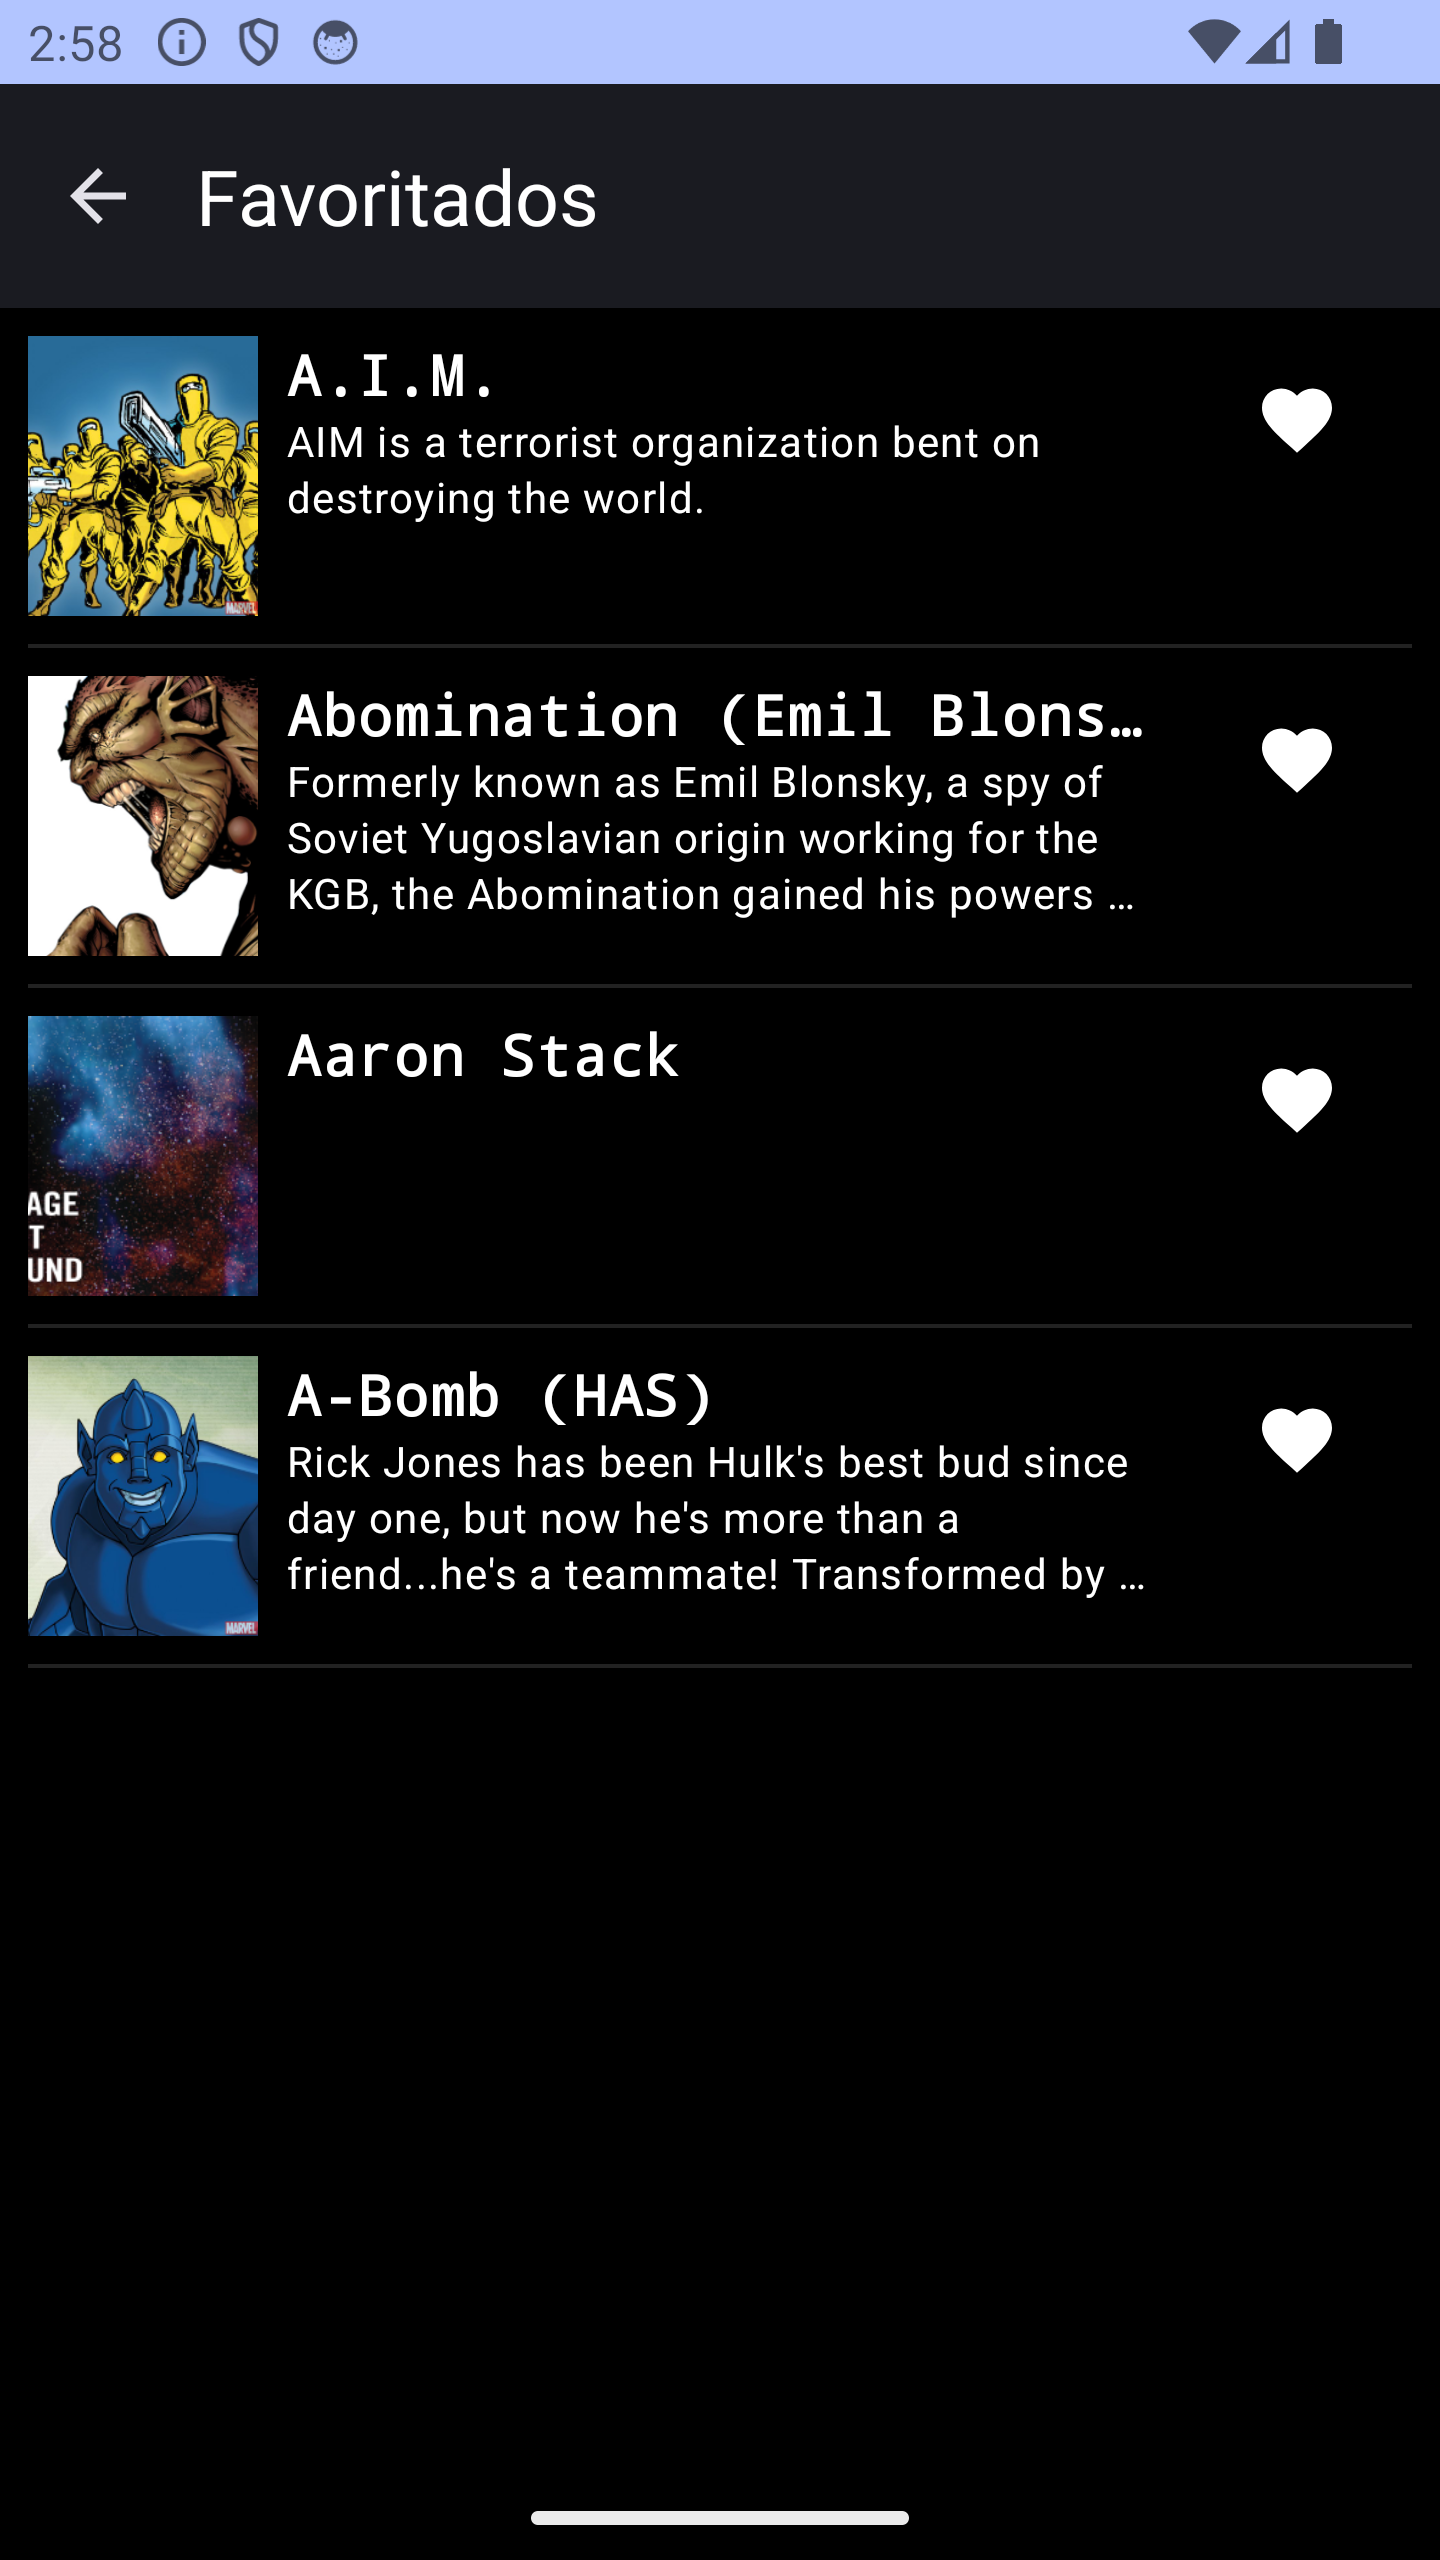 2:58
Favoritados
A.I.M.
AIM is a terrorist organization bent on
destroying the world.
MARVEL
Abomination (Emil Blons…
Formerly known as Emil Blonsky, a spy of
Soviet Yugoslavian origin working for the
KGB, the Abomination gained his powers …
Aaron Stack
AGE
T
UND
A-Bomb (HAS)
Rick Jones has been Hulk's best bud since
day one, but now he's more than a
friend...he's a teammate! Transformed by …
MARVEL